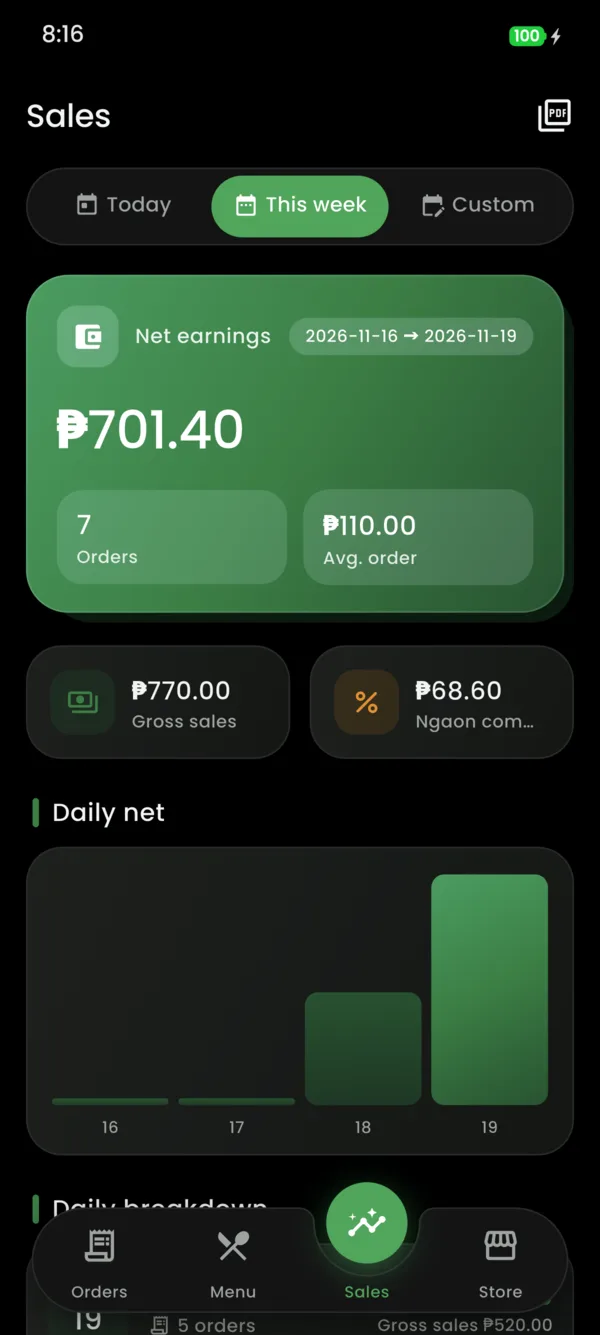 8:16
100
Sales
PDF
Today
This week
Custom
Net earnings
2026-11-16 → 2026-11-19
₱701.40
7
Orders
₱110.00
Avg. order
₱770.00
Gross sales
₱68.60
Ngaon com...
Daily net
16
17
18
19
Daily breakdown
Orders
Menu
Sales
Store
19
5 orders
Gross sales ₱520.00